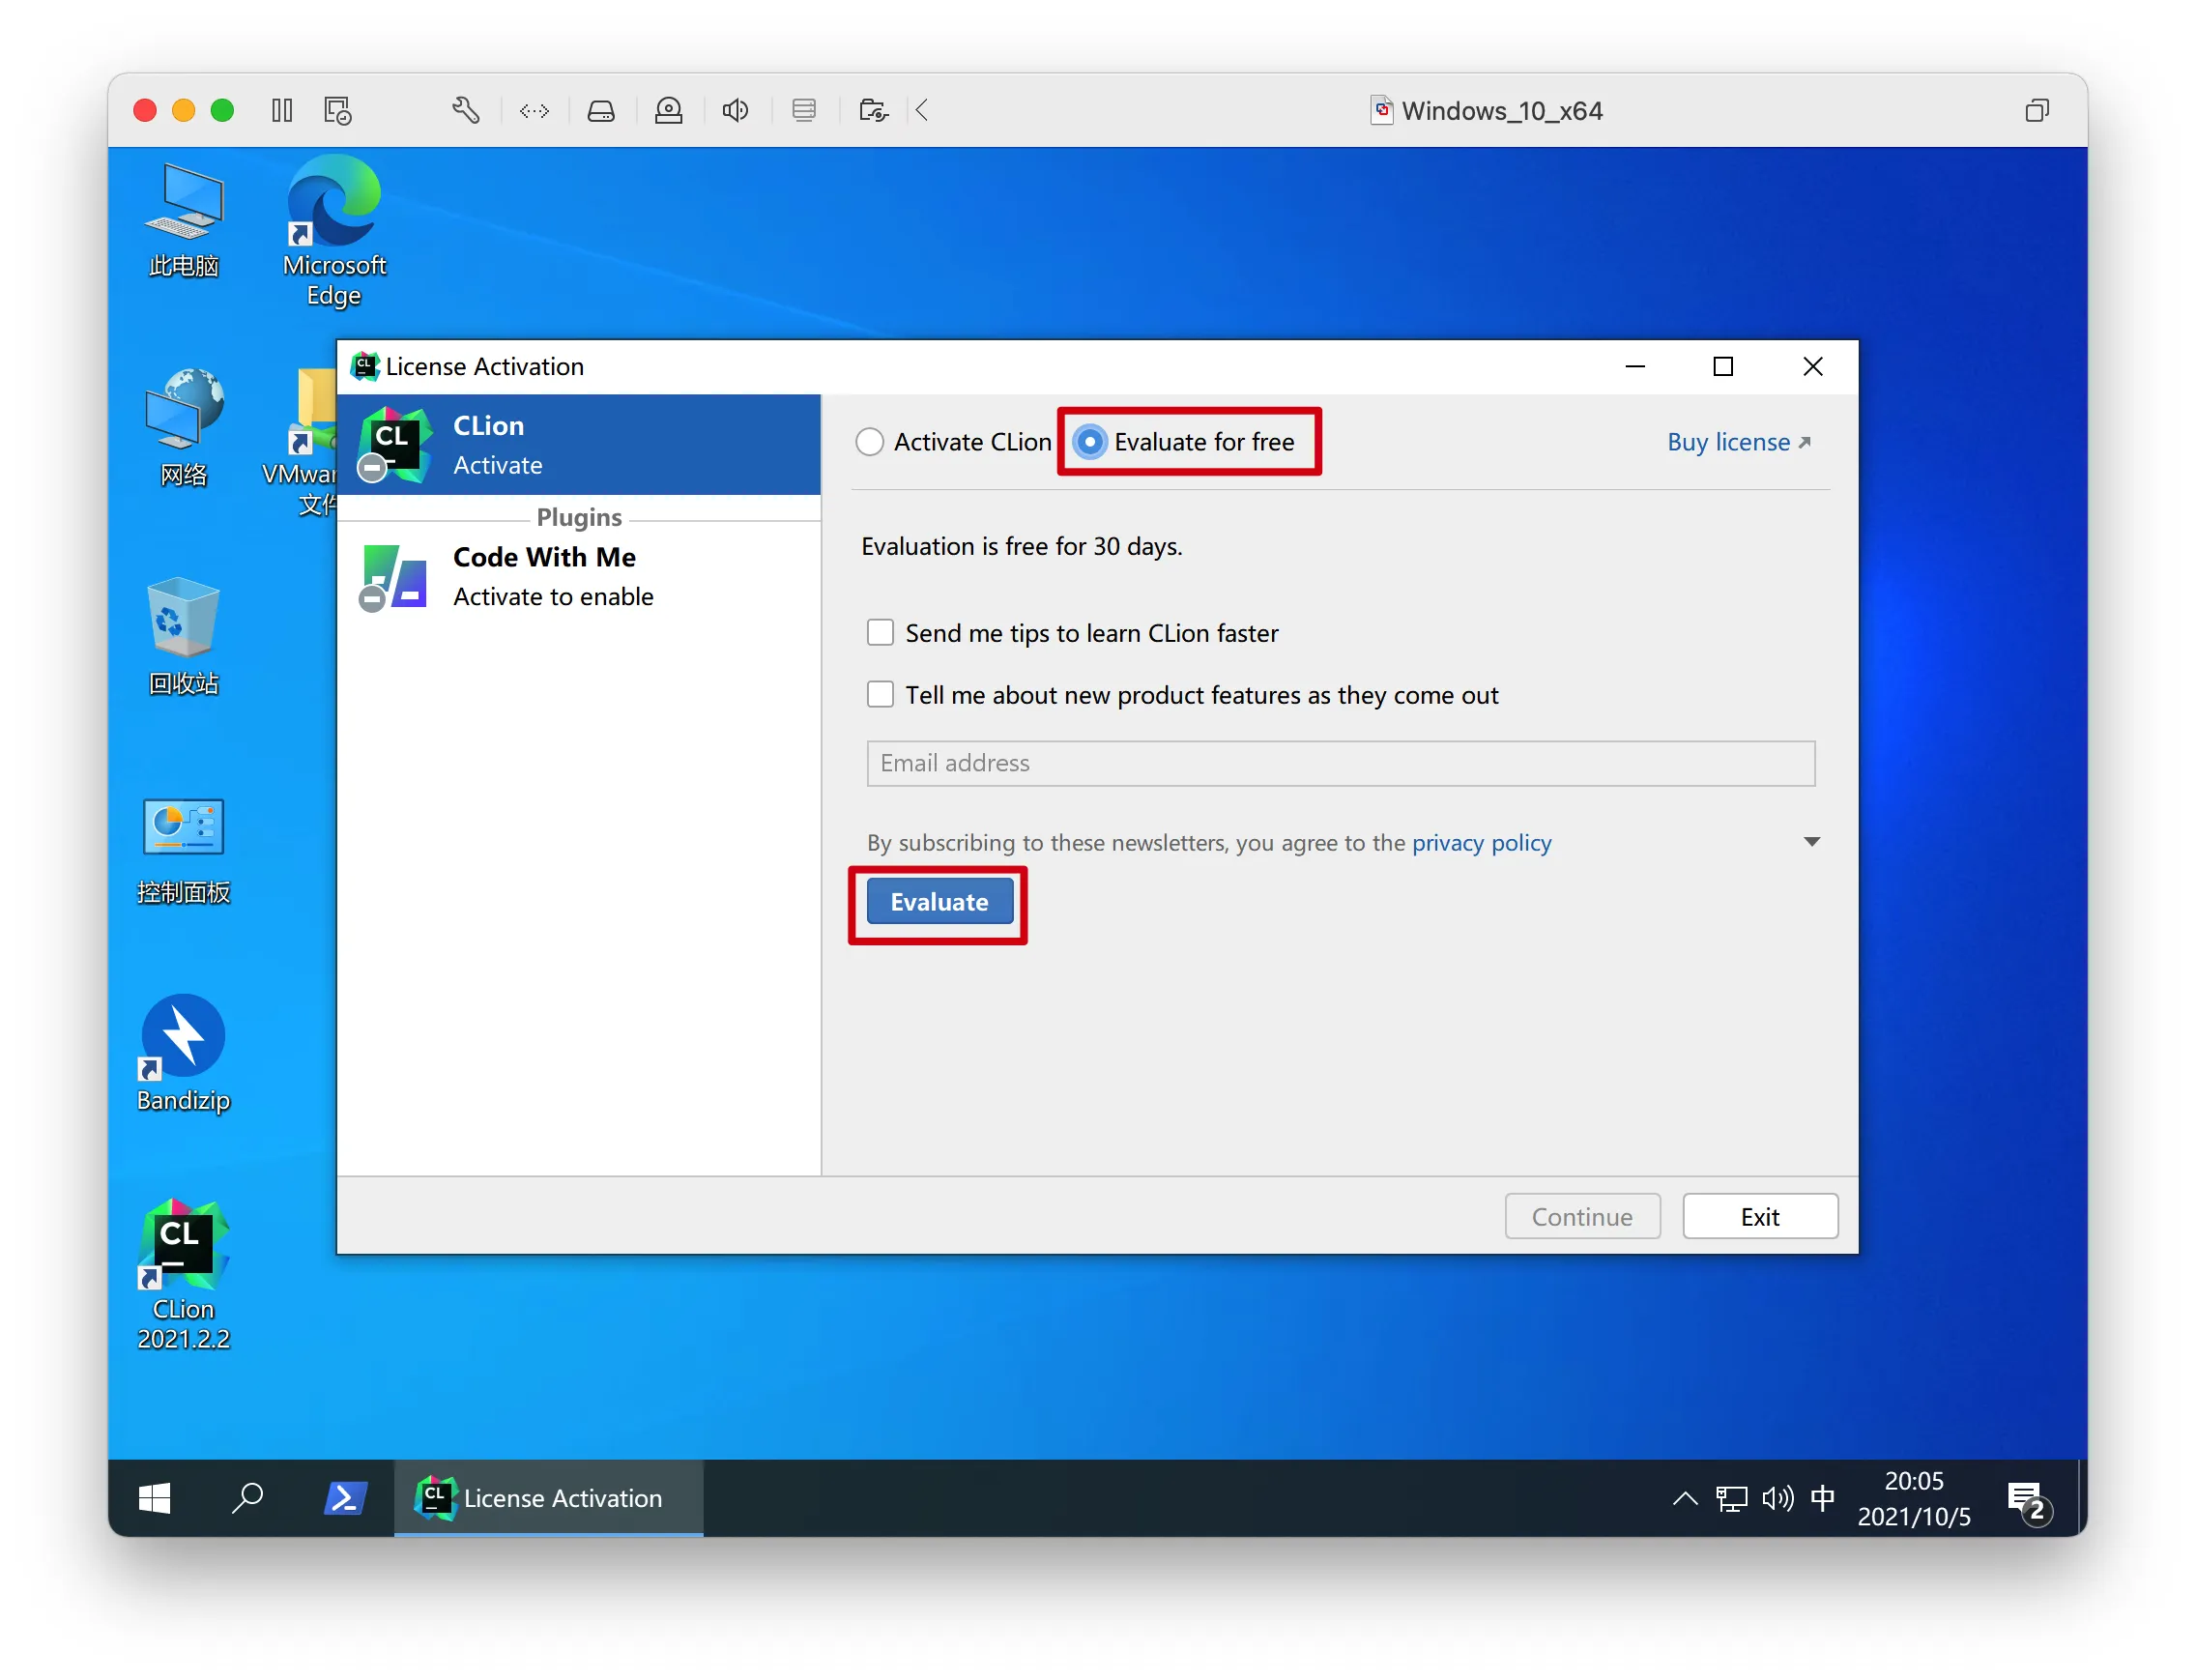 Windows_10_x64
此电脑
Microsoft
Edge
网络
VMwar
文件
回收站
控制面板
Bandizip
CL
CLion
2021.2.2
CL
License Activation
CL
CLion
Activate
Plugins
Code With Me
Activate to enable
Activate CLion
Evaluate for free
Buy license
Evaluation is free for 30 days.
Send me tips to learn CLion faster
Tell me about new product features as they come out
Email address
By subscribing to these newsletters, you agree to the privacy policy
Evaluate
Continue
Exit
CL
License Activation
中
20:05
2021/10/5
2